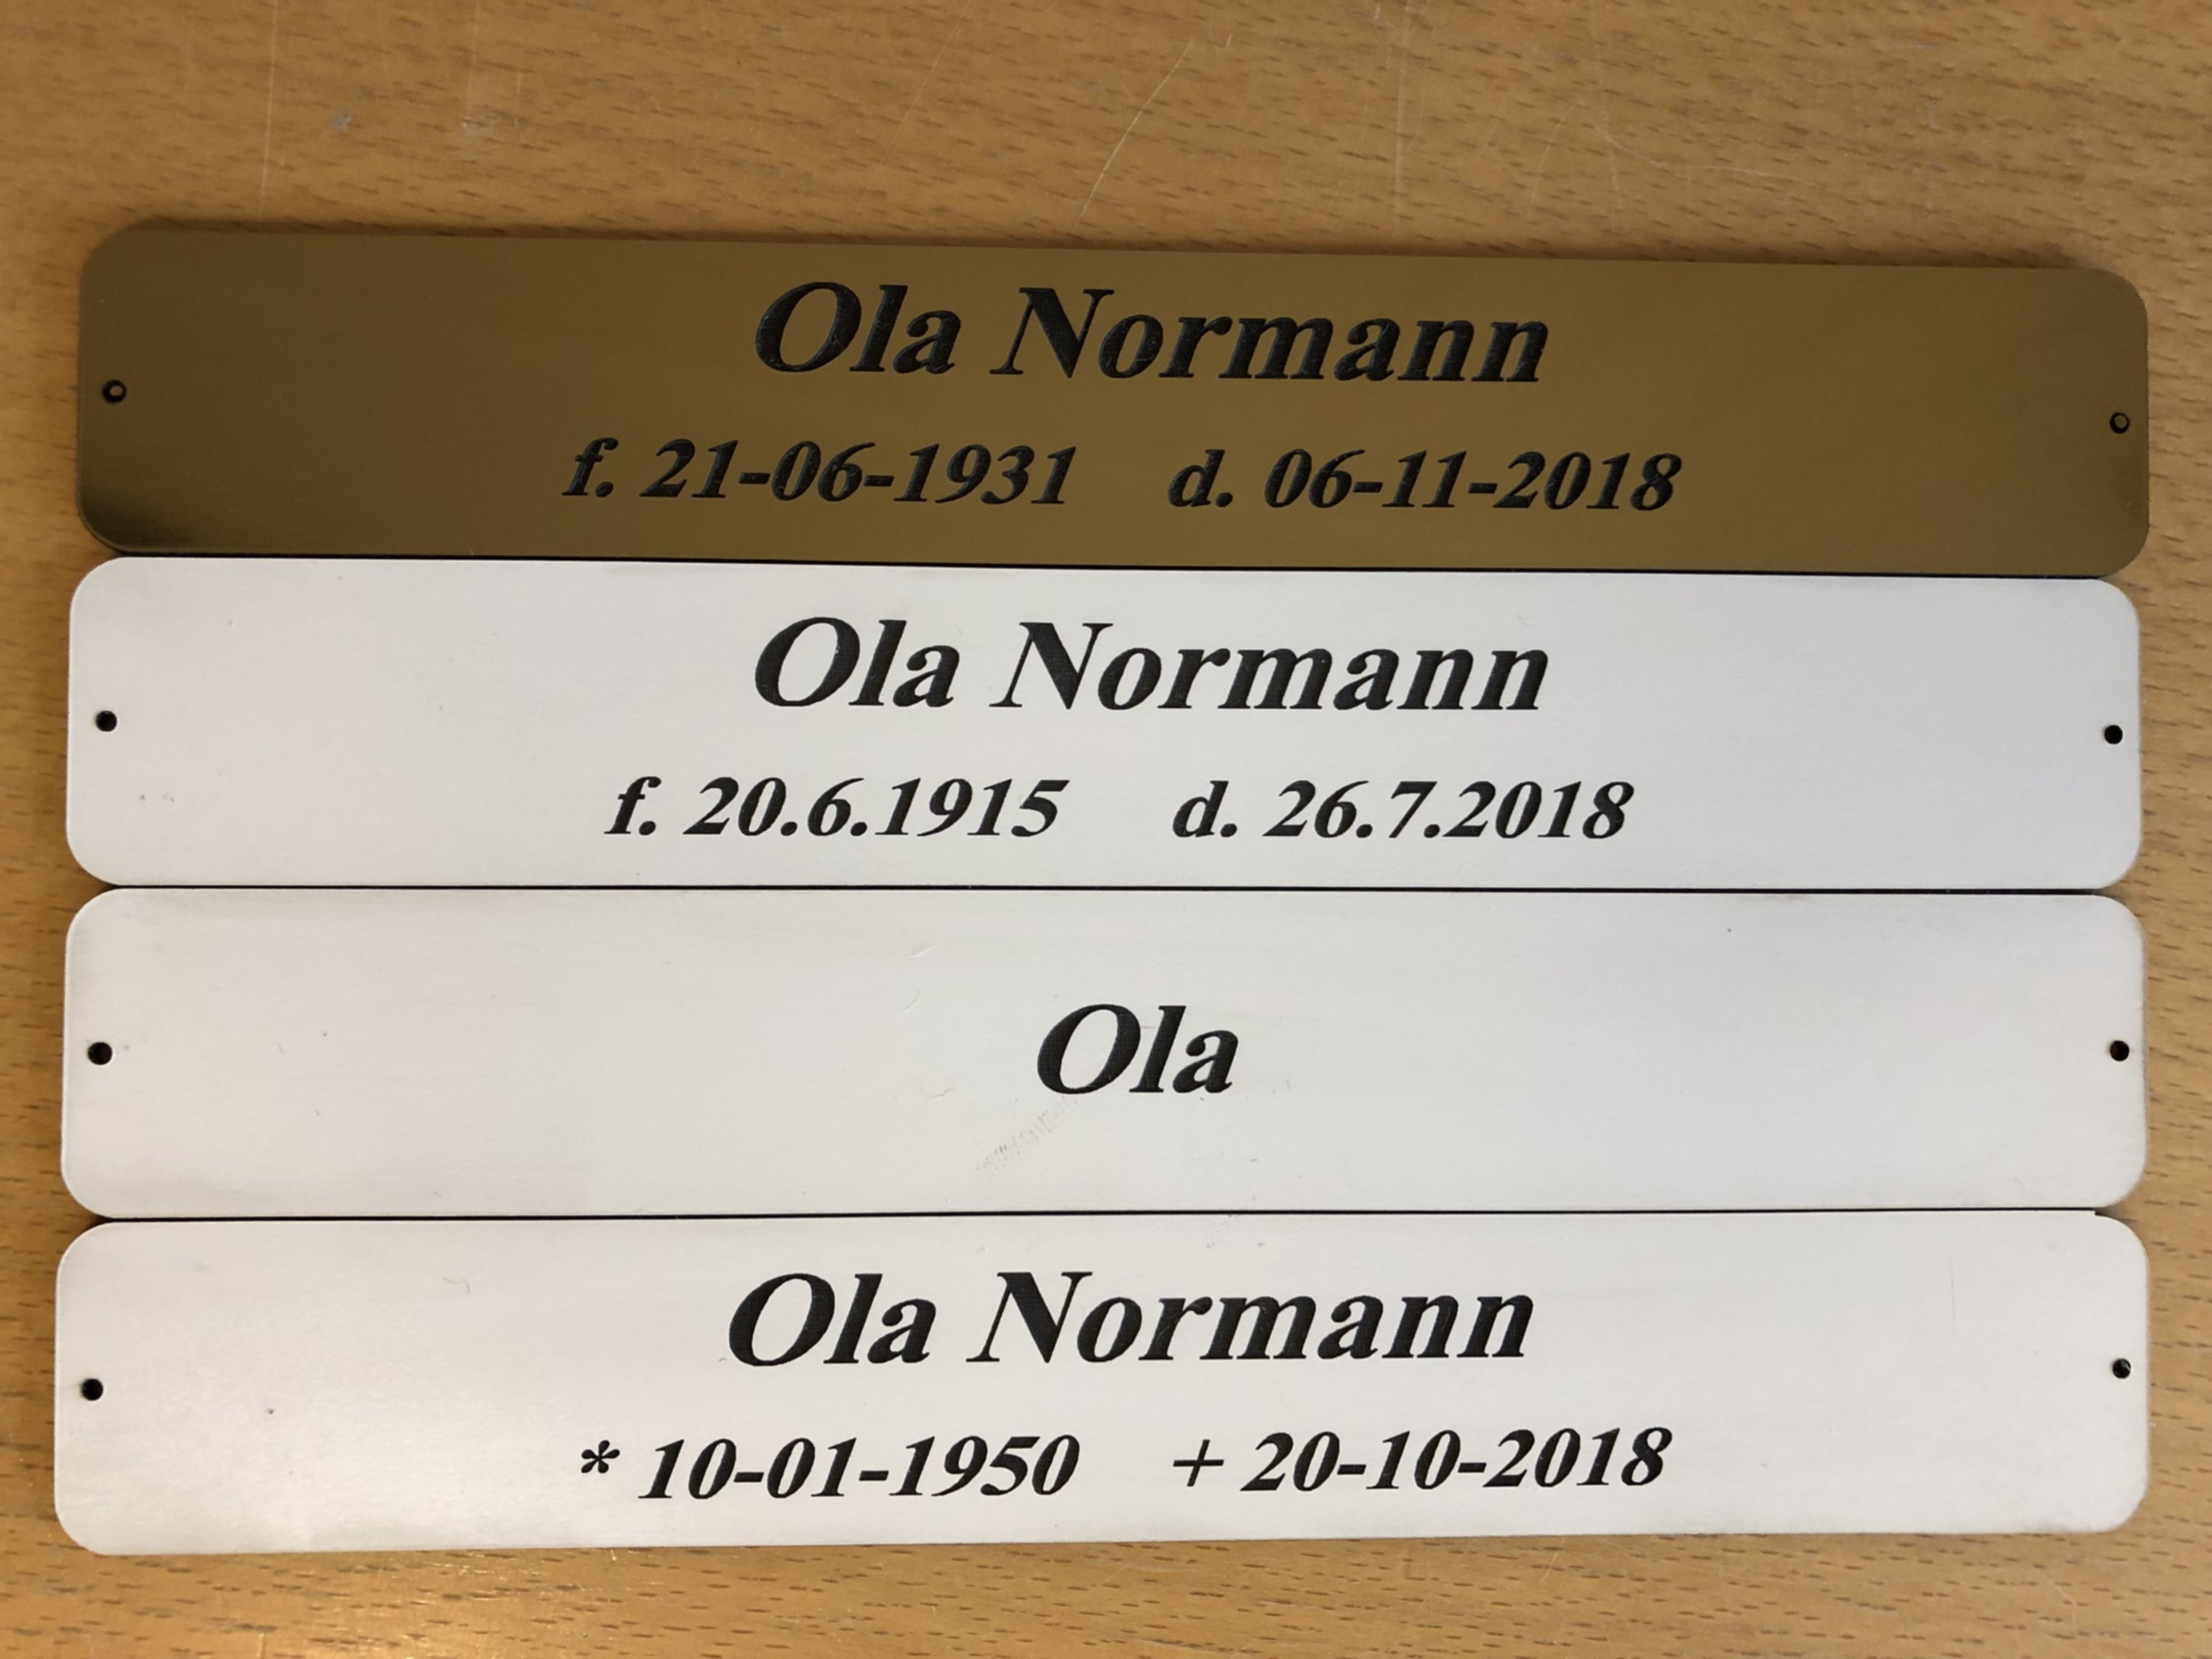 Ola Normann
f. 21-06-1931 d. 06-11-2018
Ola Normann
f. 20.6.1915 d. 26.7.2018
Ola
Ola Normann
* 10-01-1950 + 20-10-2018